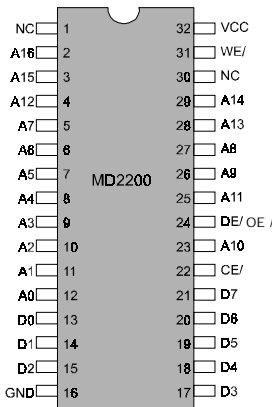 NC 1 32 VCC
A16 2 31 WE/
A15 3 30 NC
A12 4 29 A14
A7 5 28 A13
A6 6 27 A8
A5 7 26 A9
MD2200
A4 8 25 A11
A3 9 24 DE/ OE /
A2 10 23 A10
A1 11 22 CE/
A0 12 21 D7
D0 13 20 D6
D1 14 19 D5
D2 15 18 D4
GND 16 17 D3